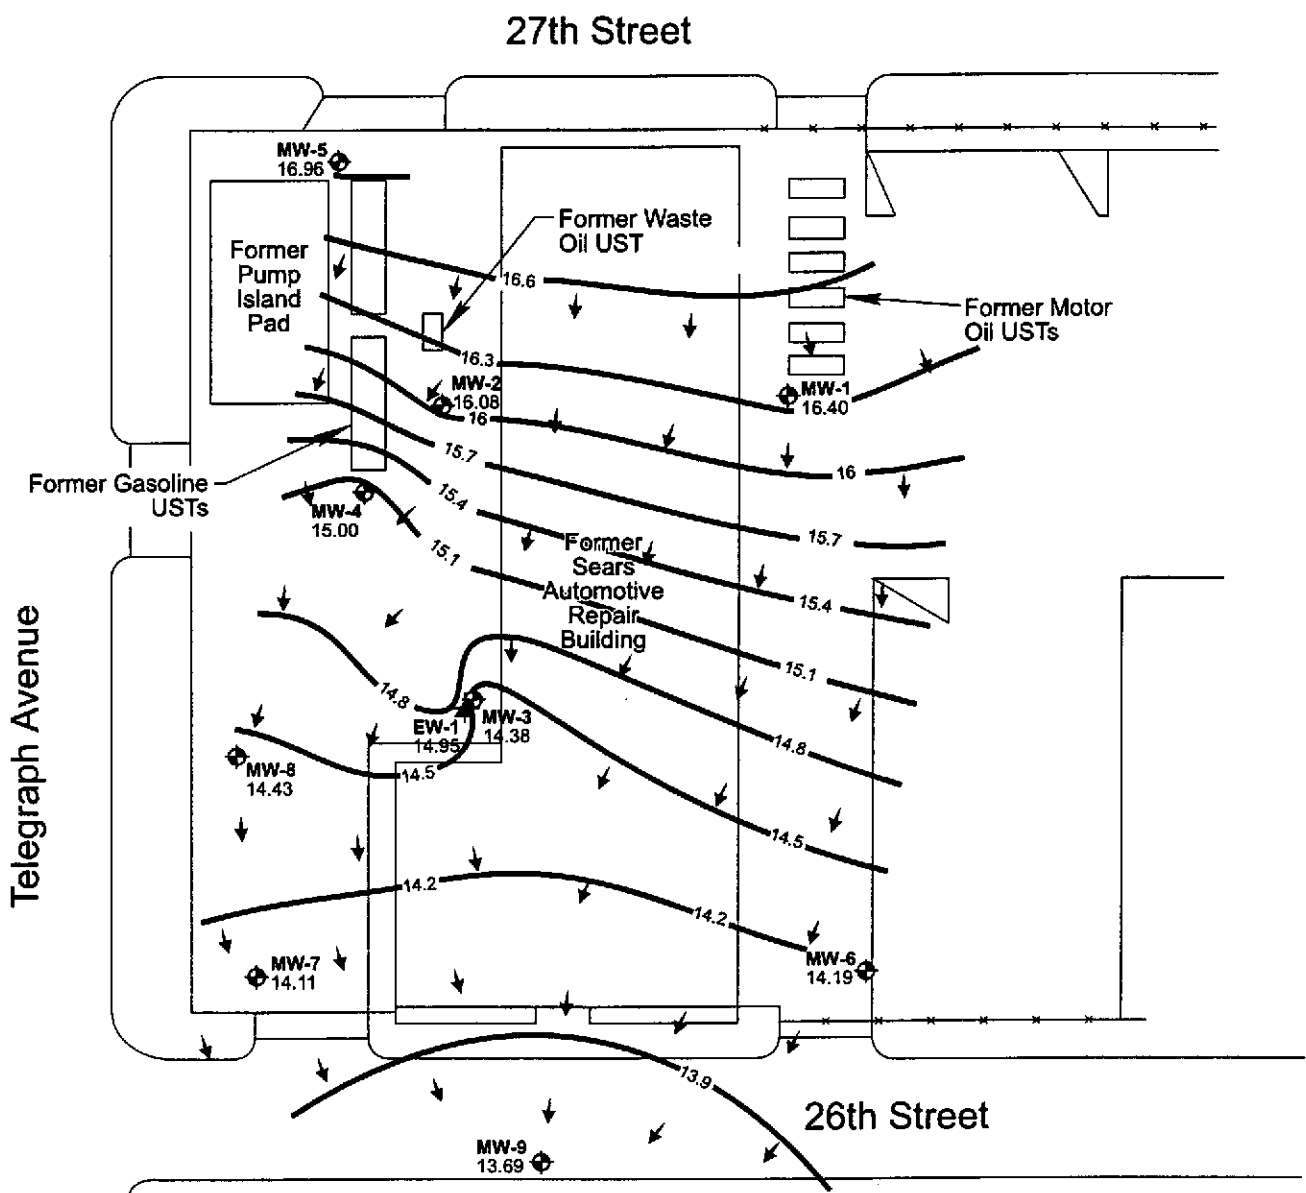 27th Street
MW-5
16.96
Former Waste
Oil UST
Former
Pump
Island
Pad
16.6
Former Motor
Oil USTs
16.3
MW-2
16.08
MW-1
16.40
16
16
15.7
15.7
Former Gasoline
USTs
15.4
15.4
MW-4
15.00
15.1
15.1
Former
Sears
Automotive
Repair
Building
Telegraph Avenue
14.8
14.8
EW-1
14.95
MW-3
14.38
14.5
14.5
MW-8
14.43
14.2
14.2
MW-6
14.19
MW-7
14.11
13.9
26th Street
MW-9
13.69